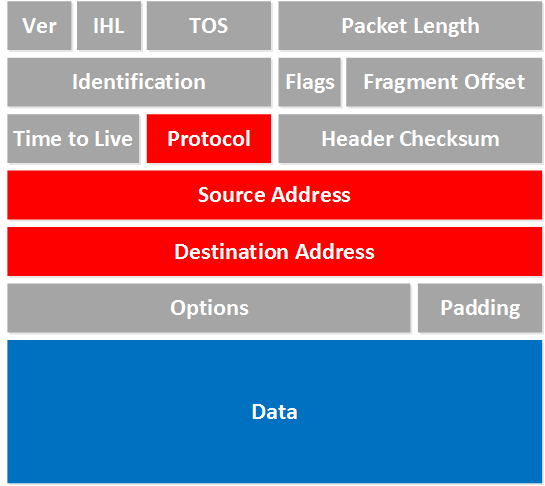 Ver IHL TOS Packet Length
Identification Flags Fragment Offset
Time to Live Protocol Header Checksum
Source Address
Destination Address
Options Padding
Data